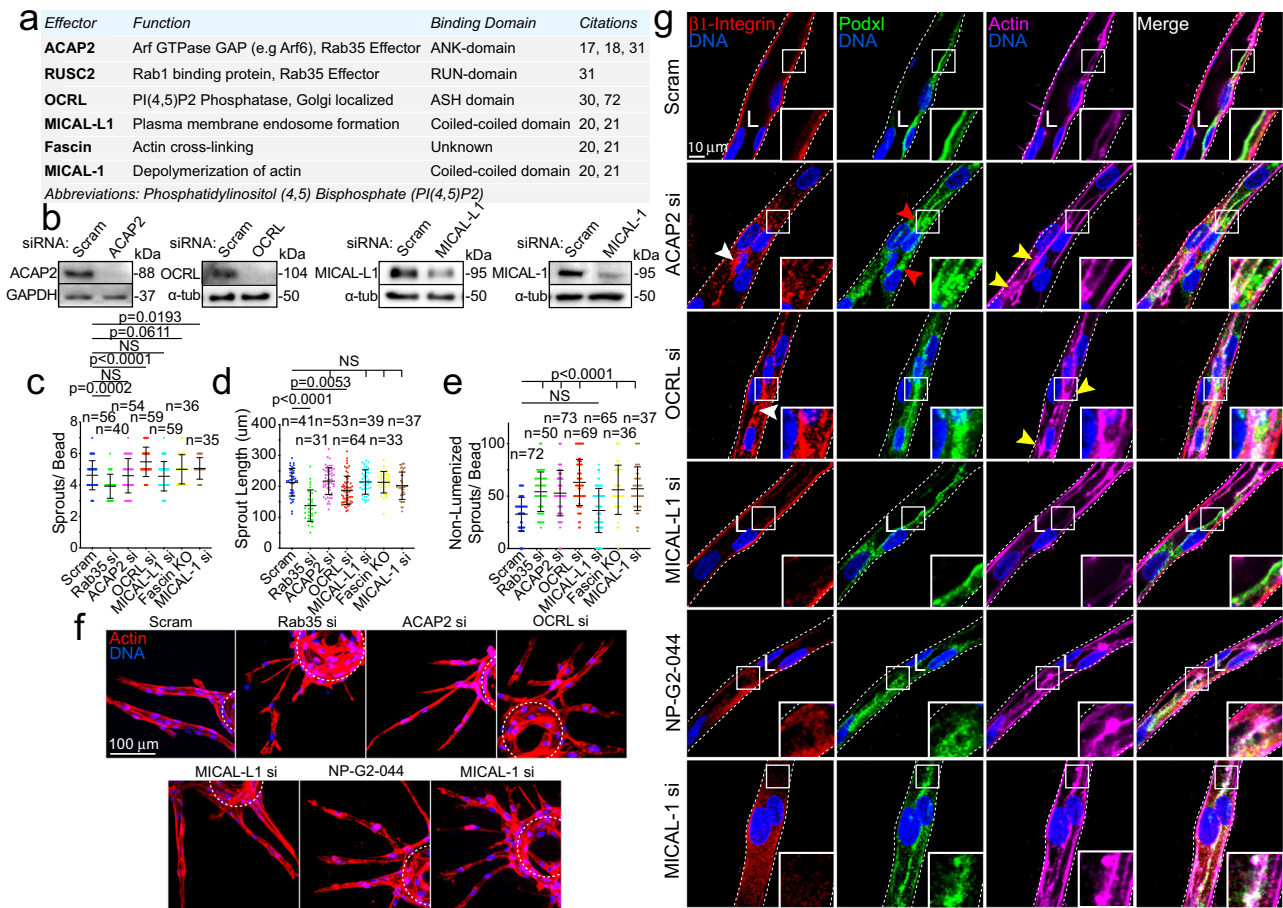 a
Effector Function Binding Domain Citations
ACAP2 Arf GTPase GAP (e.g Arf6), Rab35 Effector ANK-domain 17, 18, 31
RUSC2 Rab1 binding protein, Rab35 Effector RUN-domain 31
OCRL PI(4,5)P2 Phosphatase, Golgi localized ASH domain 30, 72
MICAL-L1 Plasma membrane endosome formation Coiled-coiled domain 20, 21
Fascin Actin cross-linking Unknown 20, 21
MICAL-1 Depolymerization of actin Coiled-coiled domain 20, 21
Abbreviations: Phosphatidylinositol (4,5) Bisphosphate (PI(4,5)P2)
b
siRNA: Scram ACAP2 kDa
ACAP2 -88
GAPDH -37
siRNA: Scram OCRL kDa
OCRL -104
α-tub -50
siRNA: Scram MICAL-L1 kDa
MICAL-L1 -95
α-tub -50
siRNA: Scram MICAL-1 kDa
MICAL-1 -95
α-tub -50
c
p=0.0193
p=0.0611
NS
p<0.0001
NS
p=0.0002
n=54 n=36
n=56 n=59
n=40 n=59 n=35
Sprouts/ Bead
8
6
4
2
0
Scram
Rab35 si
ACAP2 si
OCRL si
MICAL-L1 si
Fascin KO
MICAL-1 si
d
NS
p=0.0053
p<0.0001
n=41 n=53 n=39 n=37
n=31 n=64 n=33
Sprout Length (um)
400
300
200
100
0
Scram
Rab35 si
ACAP2 si
OCRL si
MICAL-L1 si
Fascin KO
MICAL-1 si
e
p<0.0001
NS
n=73 n=65 n=37
n=50 n=69 n=36
n=72
Non-Lumenized
Sprouts/ Bead
100
50
0
Scram
Rab35 si
ACAP2 si
OCRL si
MICAL-L1 si
Fascin KO
MICAL-1 si
f
Scram Rab35 si ACAP2 si OCRL si
Actin
DNA
100 µm
MICAL-L1 si NP-G2-044 MICAL-1 si
g
β1-Integrin Podxl Actin Merge
DNA DNA DNA
Scram
L L L L
10 µm
ACAP2 si
OCRL si
MICAL-L1 si
L L L L
NP-G2-044
L L L L
MICAL-1 si